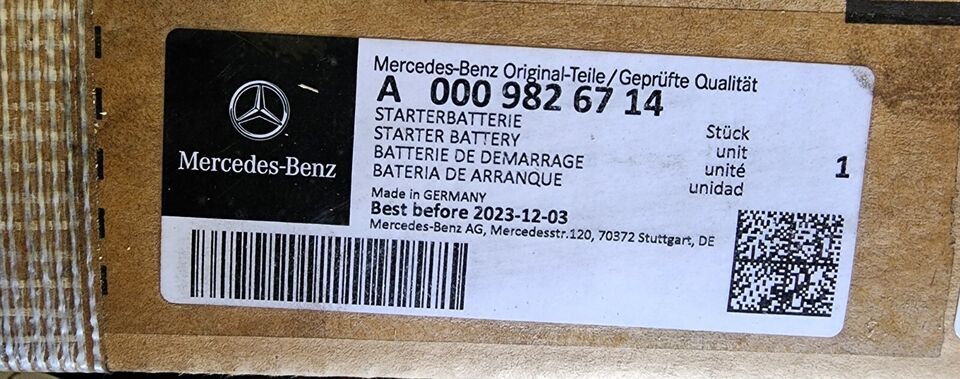 Mercedes-Benz
Mercedes-Benz Original-Teile/Geprüfte Qualität
A 000 982 67 14
STARTERBATTERIE
STARTER BATTERY
BATTERIE DE DEMARRAGE
BATERIA DE ARRANQUE
Stück
unit
unité
unidad
1
Made in GERMANY
Best before 2023-12-03
Mercedes-Benz AG, Mercedesstr.120, 70372 Stuttgart, DE